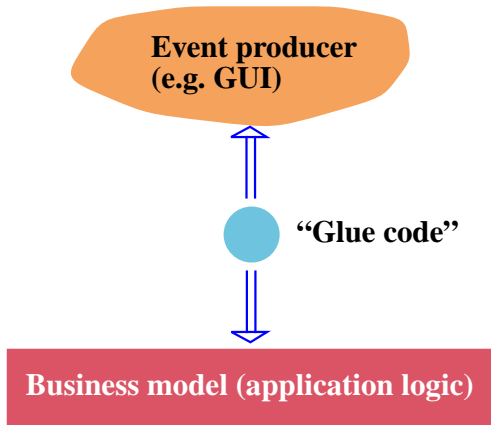 Event producer
(e.g. GUI)
“Glue code”
Business model (application logic)